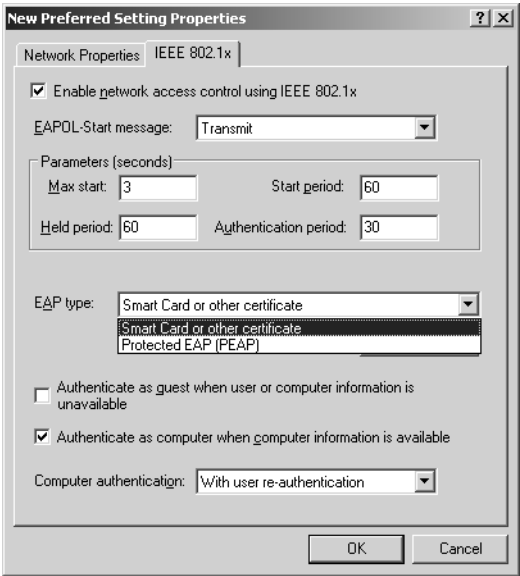 New Preferred Setting Properties
Network Properties IEEE 802.1x
Enable network access control using IEEE 802.1x
EAPOL-Start message: Transmit
Parameters (seconds)
Max start: 3 Start period: 60
Held period: 60 Authentication period: 30
EAP type: Smart Card or other certificate
Smart Card or other certificate
Protected EAP (PEAP)
Authenticate as guest when user or computer information is
unavailable
Authenticate as computer when computer information is available
Computer authentication: With user re-authentication
OK Cancel